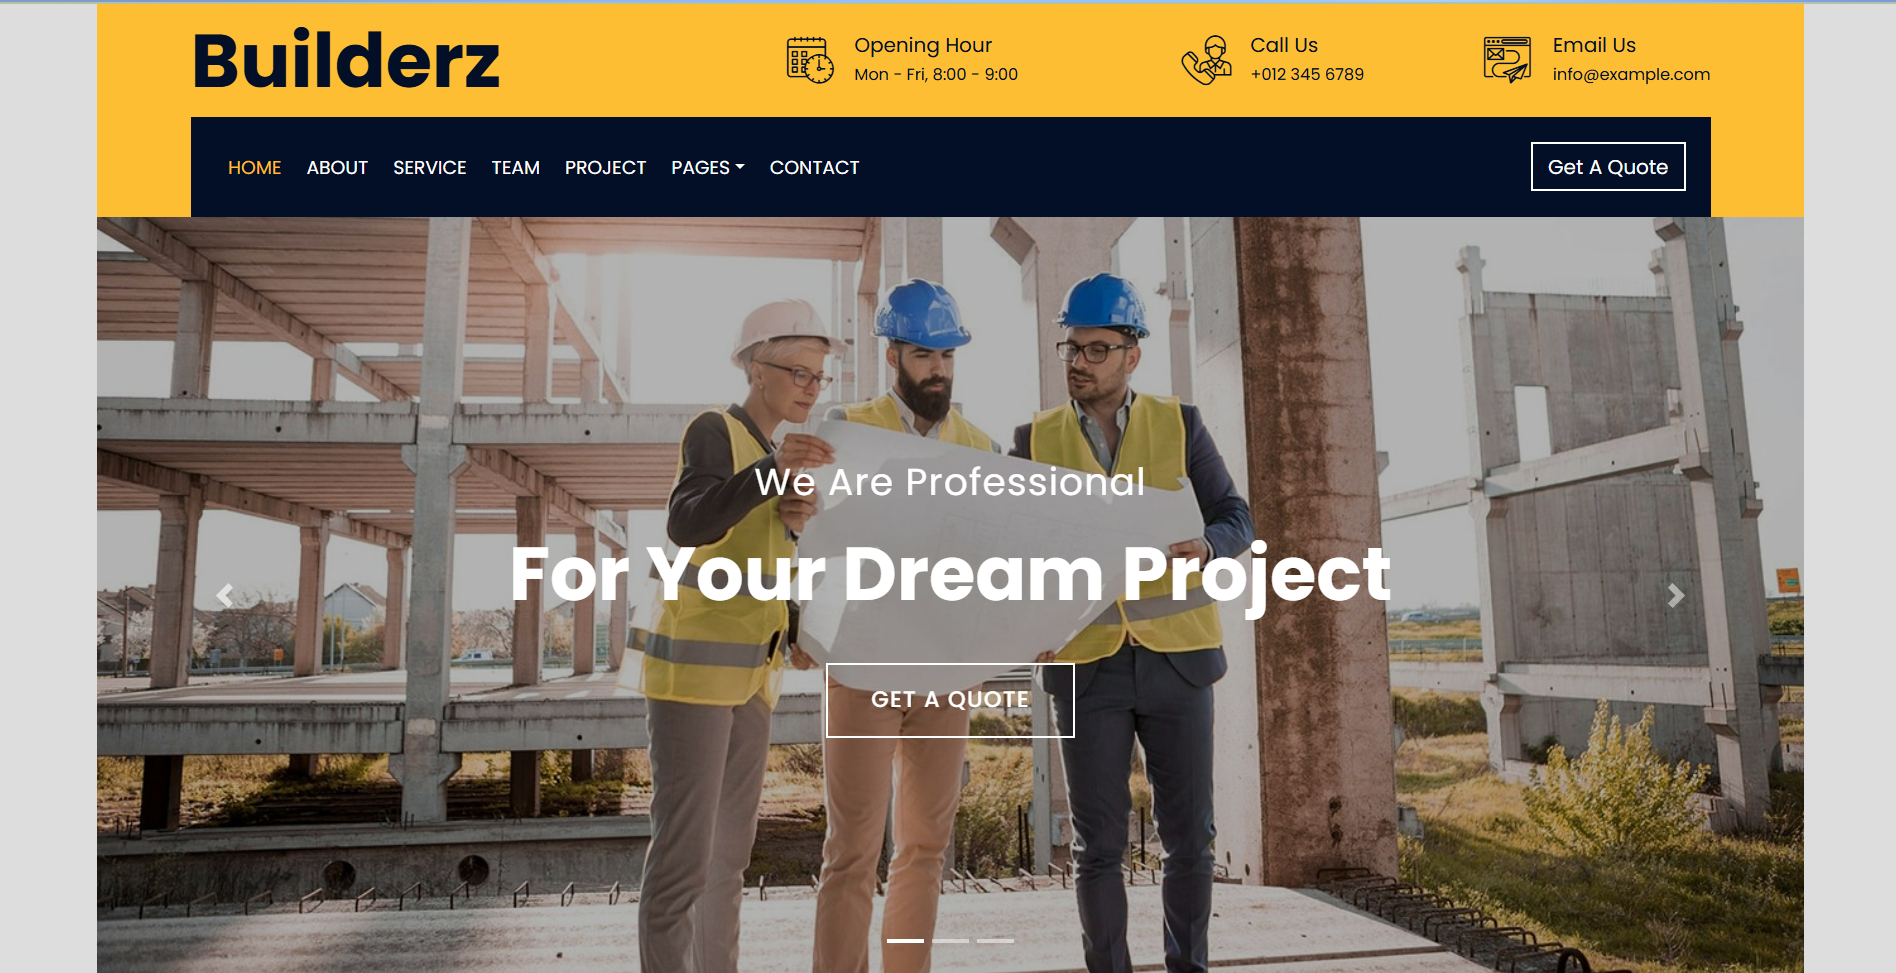 Builderz
Opening Hour
Mon - Fri, 8:00 - 9:00
Call Us
+012 345 6789
Email Us
info@example.com
HOME ABOUT SERVICE TEAM PROJECT PAGES CONTACT
Get A Quote
We Are Professional
For Your Dream Project
GET A QUOTE